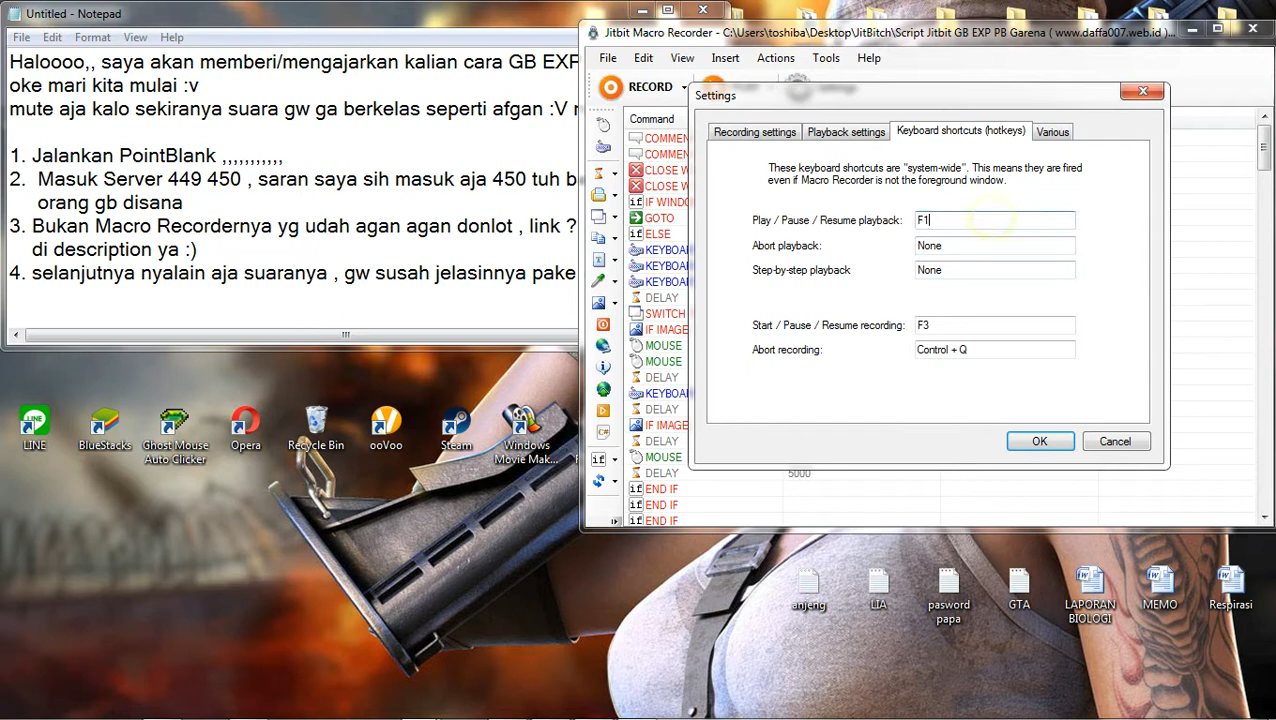 Untitled - Notepad
File Edit Format View Help
Haloooo,, saya akan memberi/mengajarkan kalian cara GB EXP
oke mari kita mulai :v
mute aja kalo sekiranya suara gw ga berkelas seperti afgan :V
1. Jalankan PointBlank ,,,,,,,,,,,
2.  Masuk Server 449 450 , saran saya sih masuk aja 450 tuh
orang gb disana
3. Bukan Macro Recordernya yg udah agan agan donlot , link ?
di description ya :)
4. selanjutnya nyalain aja suaranya , gw susah jelasinnya pake
Jitbit Macro Recorder - C:\Users\toshiba\Desktop\JitBitch\Script Jitbit GB EXP PB Garena ( www.daffa007.web.id )...
File Edit View Insert Actions Tools Help
RECORD
Settings
Command
COMMEN
COMMEN
CLOSE W
CLOSE W
IF WINDO
GOTO
ELSE
KEYBOA
KEYBOA
KEYBOA
DELAY
SWITCH
IF IMAGE
MOUSE
MOUSE
DELAY
KEYBOA
DELAY
IF IMAGE
DELAY
MOUSE
DELAY 5000
END IF
END IF
END IF
Settings
Recording settings Playback settings Keyboard shortcuts (hotkeys) Various
These keyboard shortcuts are "system-wide". This means they are fired
even if Macro Recorder is not the foreground window.
Play / Pause / Resume playback: F1
Abort playback: None
Step-by-step playback None
Start / Pause / Resume recording: F3
Abort recording: Control + Q
OK Cancel
LINE
BlueStacks
Ghost Mouse
Auto Clicker
Opera
Recycle Bin
ooVoo
Steam
Windows
Movie Mak...
anjeng
LIA
pasword
papa
GTA
LAPORAN
BIOLOGI
MEMO
Respirasi